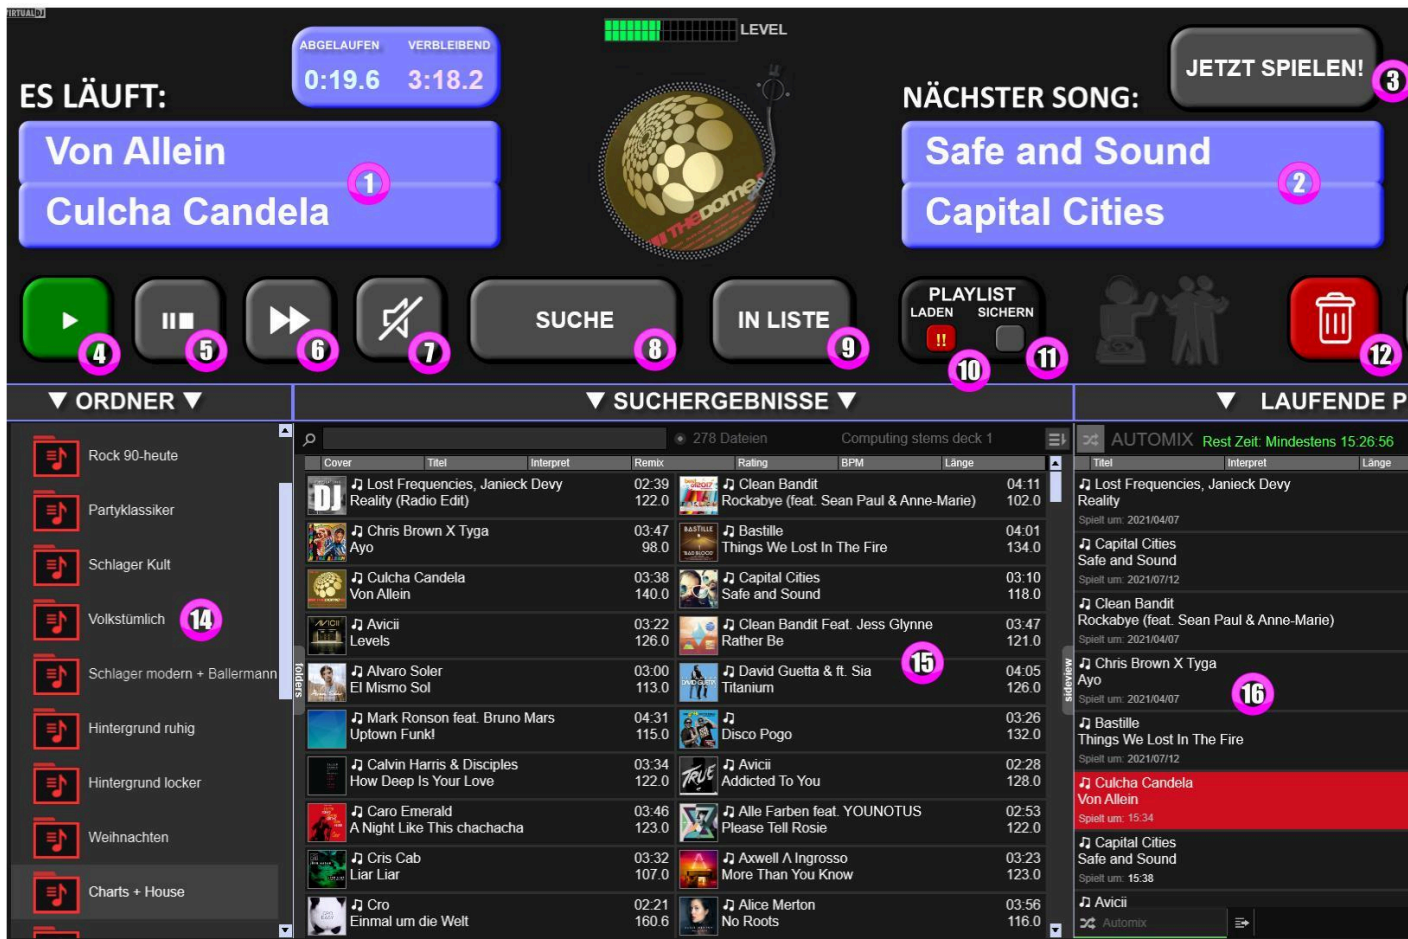 VIRTUAL DJ
ABGELAUFEN VERBLEIBEND
0:19.6 3:18.2
LEVEL
JETZT SPIELEN!
3
ES LÄUFT:
NÄCHSTER SONG:
Von Allein
Culcha Candela
1
THE DOME
Safe and Sound
Capital Cities
2
4
5
6
7
SUCHE
8
IN LISTE
9
PLAYLIST
LADEN SICHERN
!!
10
11
12
▼ ORDNER ▼
▼ SUCHERGEBNISSE ▼
▼ LAUFENDE P
Rock 90-heute
Partyklassiker
Schlager Kult
Volkstümlich
14
Schlager modern + Ballermann
Hintergrund ruhig
Hintergrund locker
Weihnachten
Charts + House
folders
278 Dateien
Computing stems deck 1
Cover Titel Interpret Remix Rating BPM Länge
Lost Frequencies, Janieck Devy 02:39
Reality (Radio Edit) 122.0
Clean Bandit 04:11
Rockabye (feat. Sean Paul & Anne-Marie) 102.0
Chris Brown X Tyga 03:47
Ayo 98.0
BASTILLE
BAD BLOOD
Bastille 04:01
Things We Lost In The Fire 134.0
Culcha Candela 03:38
Von Allein 140.0
Capital Cities 03:10
Safe and Sound 118.0
AVICII
Avicii 03:22
Levels 126.0
Clean Bandit Feat. Jess Glynne 03:47
Rather Be 121.0
15
Alvaro Soler 03:00
El Mismo Sol 113.0
David Guetta & ft. Sia 04:05
Titanium 126.0
Mark Ronson feat. Bruno Mars 04:31
Uptown Funk! 115.0
03:26
Disco Pogo 132.0
Calvin Harris & Disciples 03:34
How Deep Is Your Love 122.0
TRUE
Avicii 02:28
Addicted To You 128.0
Caro Emerald 03:46
A Night Like This chachacha 123.0
Alle Farben feat. YOUNOTUS 02:53
Please Tell Rosie 122.0
Cris Cab 03:32
Liar Liar 107.0
Axwell Λ Ingrosso 03:23
More Than You Know 123.0
Cro 02:21
Einmal um die Welt 160.6
Alice Merton 03:56
No Roots 116.0
sideview
AUTOMIX Rest Zeit: Mindestens 15:26:56
Titel Interpret Länge
Lost Frequencies, Janieck Devy
Reality
Spielt um: 2021/04/07
Capital Cities
Safe and Sound
Spielt um: 2021/07/12
Clean Bandit
Rockabye (feat. Sean Paul & Anne-Marie)
Spielt um: 2021/04/07
Chris Brown X Tyga
Ayo
Spielt um: 2021/04/07
16
Bastille
Things We Lost In The Fire
Spielt um: 2021/07/12
Culcha Candela
Von Allein
Spielt um: 15:34
Capital Cities
Safe and Sound
Spielt um: 15:38
Avicii
Automix